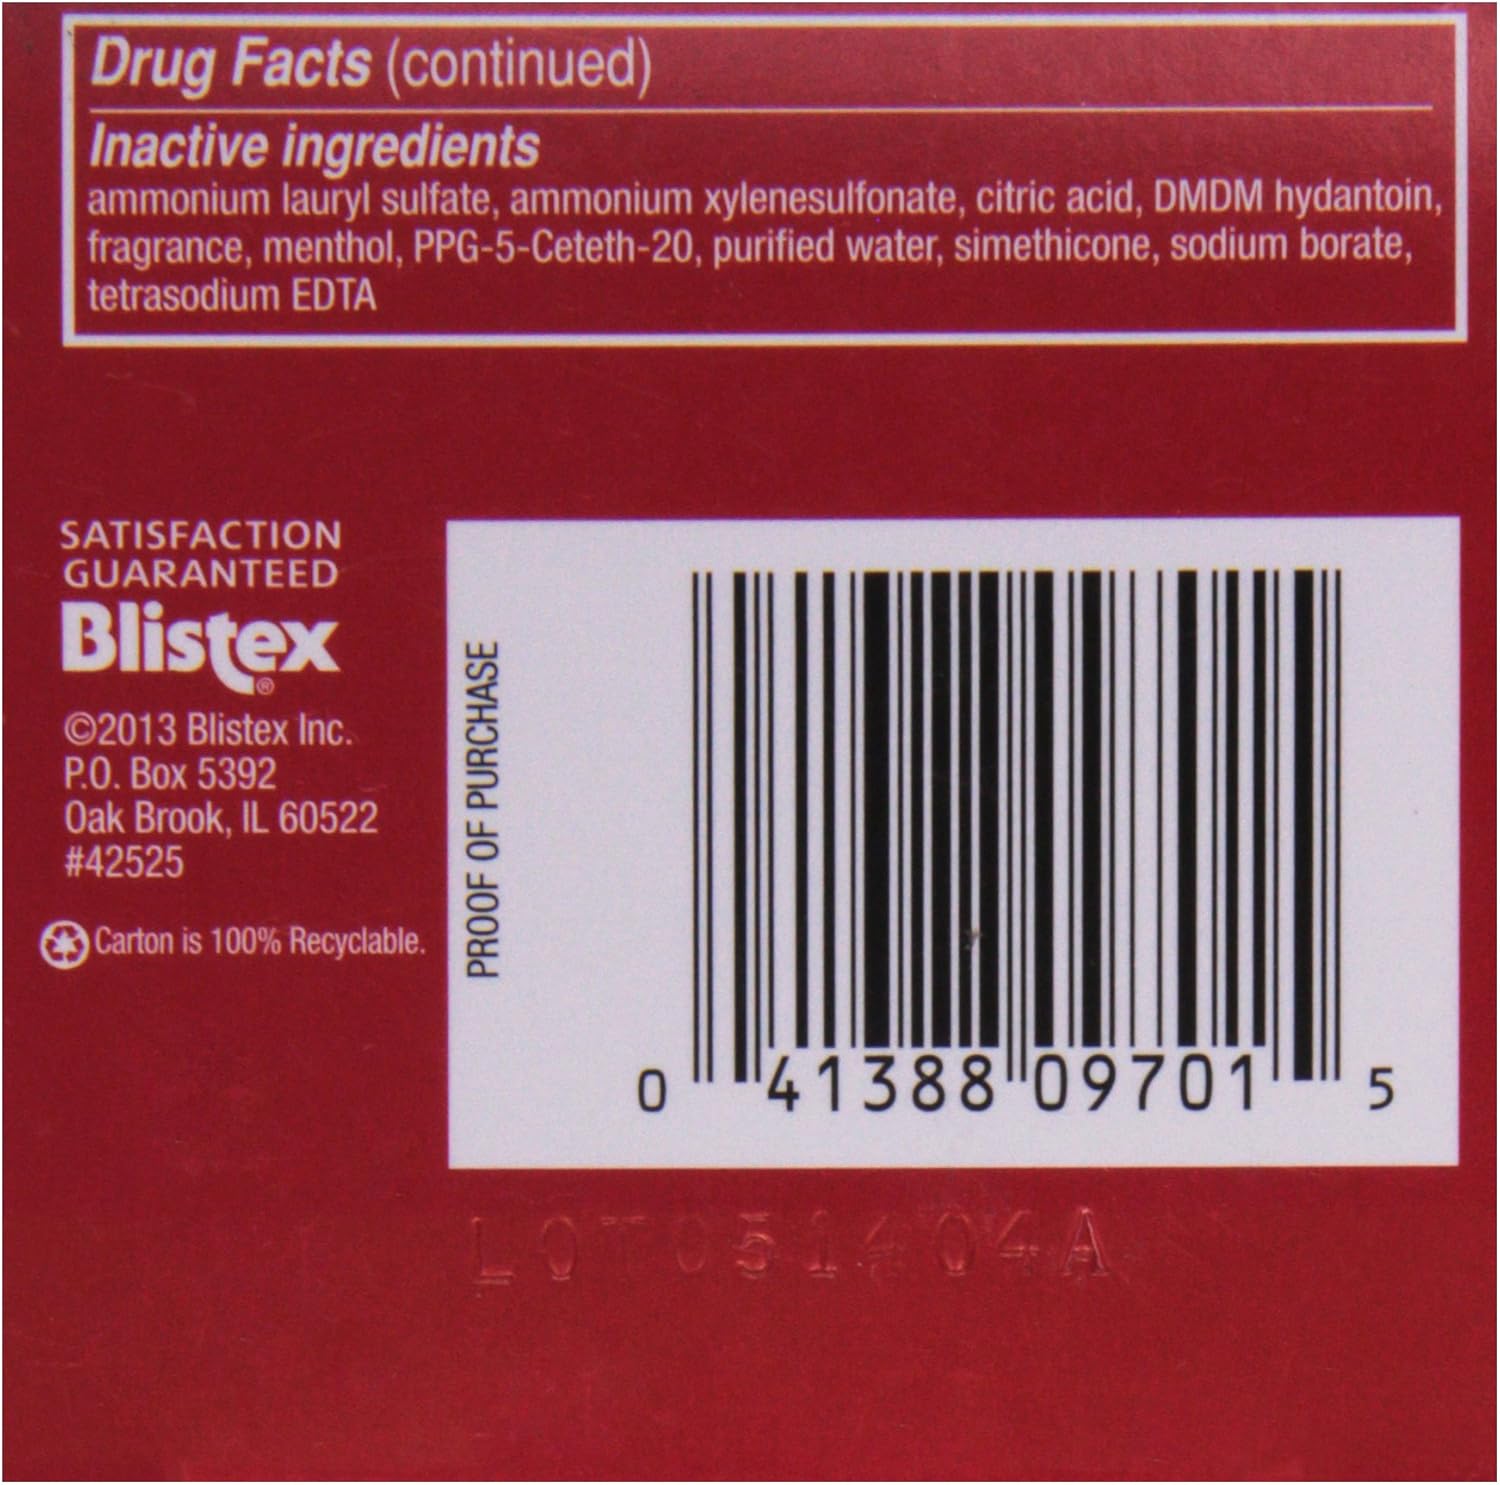 Drug Facts (continued)
Inactive ingredients
ammonium lauryl sulfate, ammonium xylenesulfonate, citric acid, DMDM hydantoin,
fragrance, menthol, PPG-5-Ceteth-20, purified water, simethicone, sodium borate,
tetrasodium EDTA
SATISFACTION
GUARANTEED
Blistex®
©2013 Blistex Inc.
P.O. Box 5392
Oak Brook, IL 60522
#42525
Carton is 100% Recyclable.
PROOF OF PURCHASE
0 41388 09701 5
LOT051404A